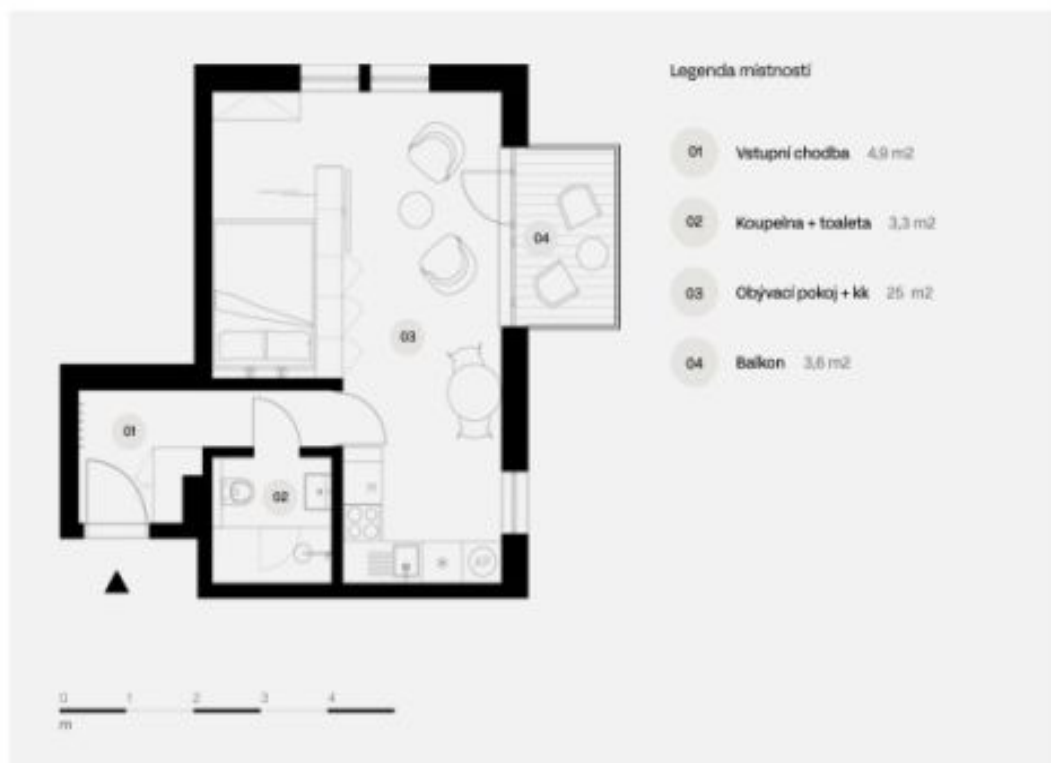 Legenda místností
01 Vstupní chodba 4,9 m2
02 Koupelna + toaleta 3,3 m2
03 Obývací pokoj + kk 25 m2
04 Balkon 3,6 m2
04
03
01
02
0 1 2 3 4
m